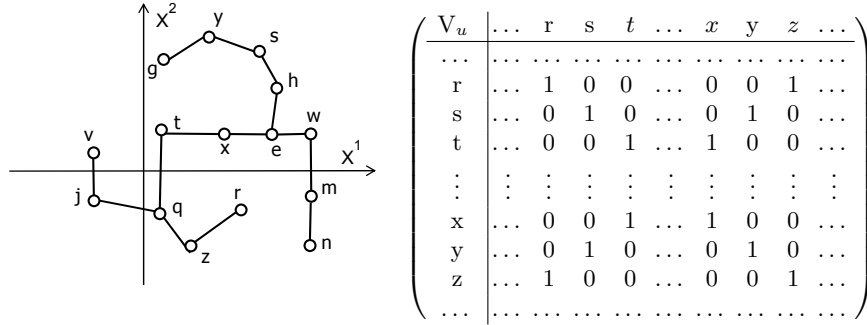 X²
y
s
g
h
t
w
v
x
e
X¹
j
q
r
m
z
n
V_u … r s t … x y z …
… … … … … … … … … …
r … 1 0 0 … 0 0 1 …
s … 0 1 0 … 0 1 0 …
t … 0 0 1 … 1 0 0 …
⋮ ⋮ ⋮ ⋮ ⋮ ⋮ ⋮ ⋮ ⋮ ⋮
x … 0 0 1 … 1 0 0 …
y … 0 1 0 … 0 1 0 …
z … 1 0 0 … 0 0 1 …
… … … … … … … … … …